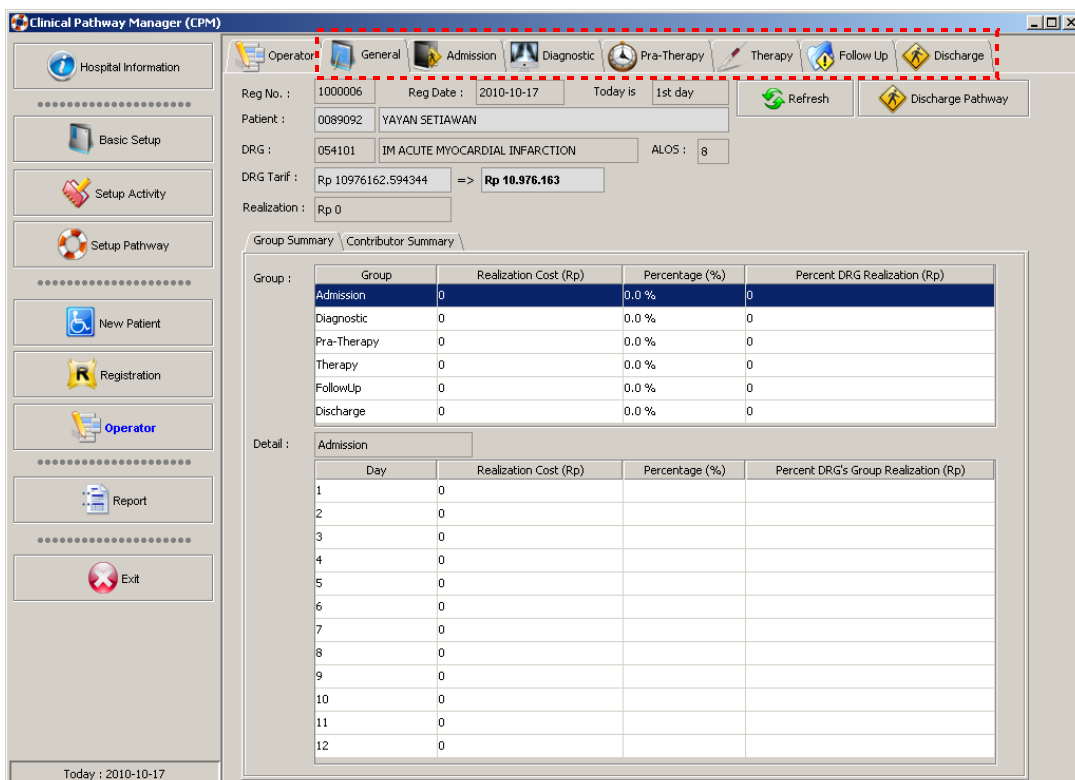 Clinical Pathway Manager (CPM)
Hospital Information
Basic Setup
Setup Activity
Setup Pathway
New Patient
R Registration
Operator
Report
Exit
Today : 2010-10-17
Operator General Admission Diagnostic Pra-Therapy Therapy Follow Up Discharge
Reg No. : 1000006 Reg Date : 2010-10-17 Today is 1st day Refresh Discharge Pathway
Patient : 0089092 YAYAN SETIAWAN
DRG : 054101 IM ACUTE MYOCARDIAL INFARCTION ALOS : 8
DRG Tarif : Rp 10976162.594344 => Rp 10.976.163
Realization : Rp 0
Group Summary Contributor Summary
Group : Group Realization Cost (Rp) Percentage (%) Percent DRG Realization (Rp)
Admission 0 0.0 % 0
Diagnostic 0 0.0 % 0
Pra-Therapy 0 0.0 % 0
Therapy 0 0.0 % 0
FollowUp 0 0.0 % 0
Discharge 0 0.0 % 0
Detail : Admission
Day Realization Cost (Rp) Percentage (%) Percent DRG's Group Realization (Rp)
1 0
2 0
3 0
4 0
5 0
6 0
7 0
8 0
9 0
10 0
11 0
12 0